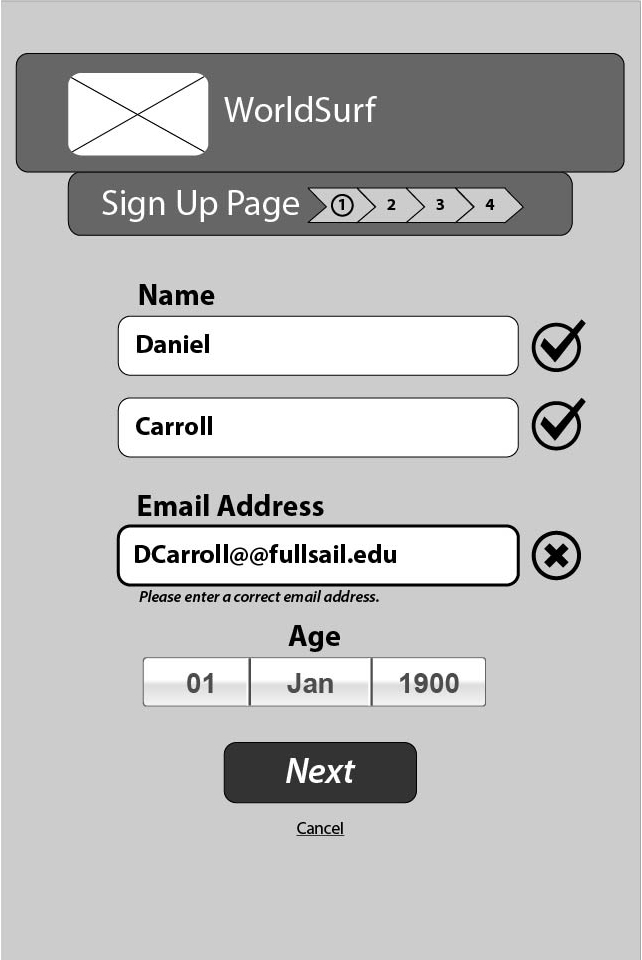 WorldSurf
Sign Up Page 1 2 3 4
Name
Daniel
Carroll
Email Address
DCarroll@@fullsail.edu
Please enter a correct email address.
Age
01 Jan 1900
Next
Cancel